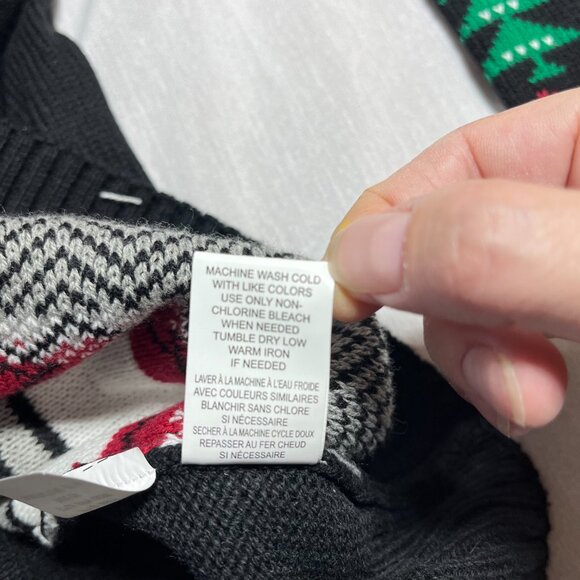 MACHINE WASH COLD
WITH LIKE COLORS
USE ONLY NON-
CHLORINE BLEACH
WHEN NEEDED
TUMBLE DRY LOW
WARM IRON
IF NEEDED
LAVER À LA MACHINE À L'EAU FROIDE
AVEC COULEURS SIMILAIRES
BLANCHIR SANS CHLORE
SI NÉCESSAIRE
SECHER À LA MACHINE CYCLE DOUX
REPASSER AU FER CHEUD
SI NÉCESSAIRE